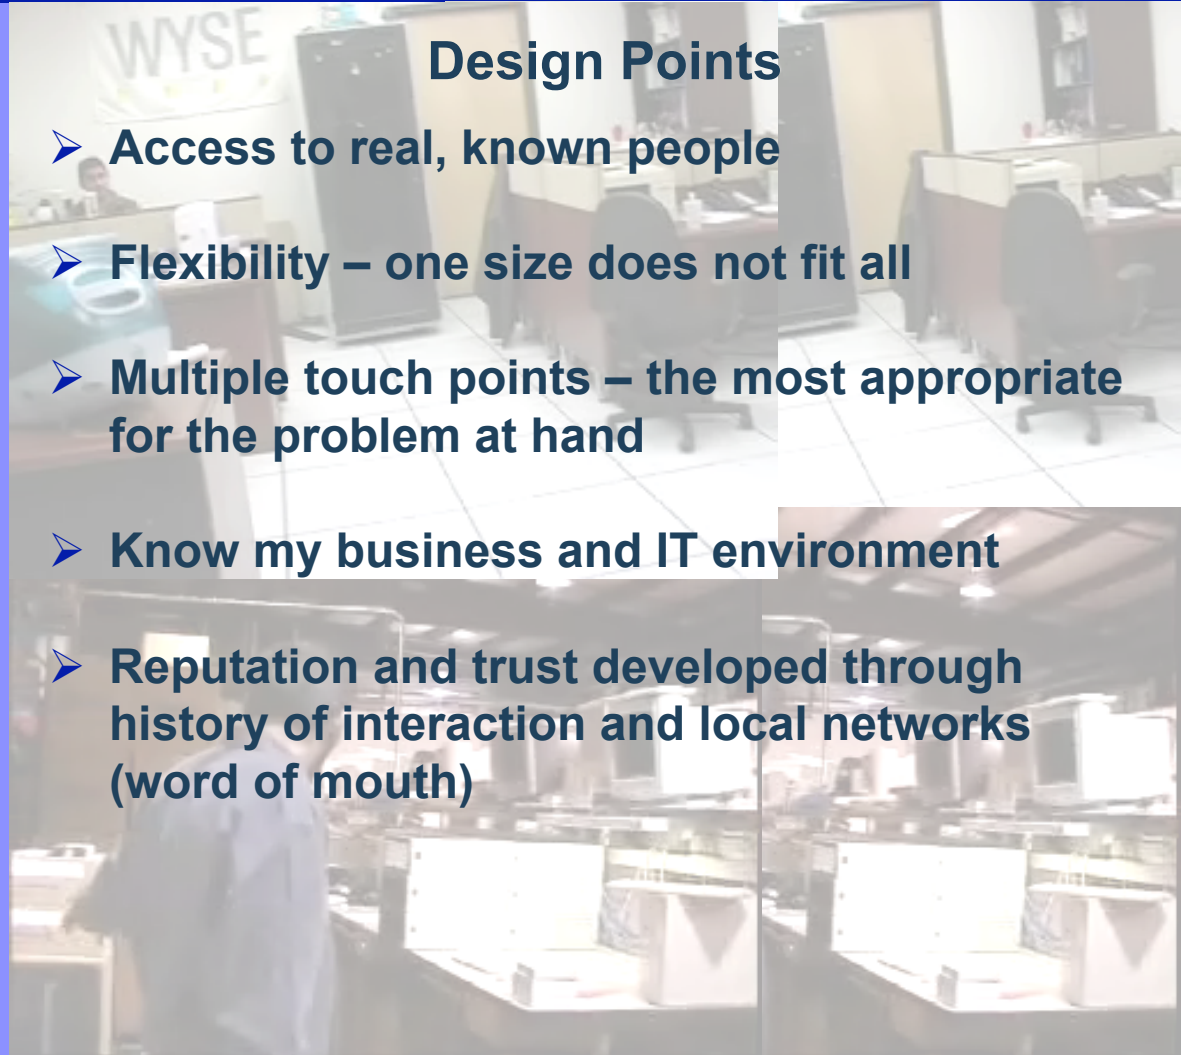 WYSE
Design Points
➢ Access to real, known people
➢ Flexibility – one size does not fit all
➢ Multiple touch points – the most appropriate
for the problem at hand
➢ Know my business and IT environment
➢ Reputation and trust developed through
history of interaction and local networks
(word of mouth)